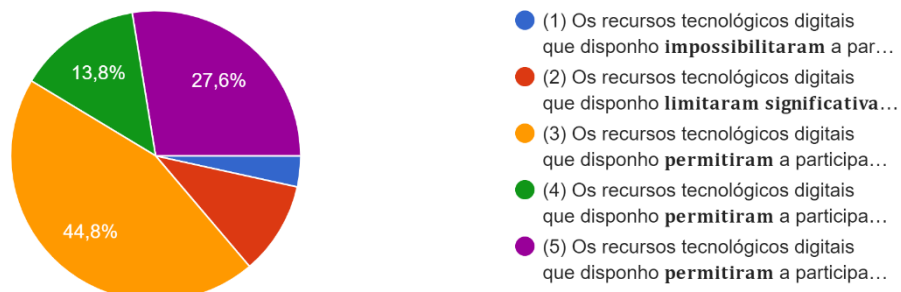 13,8%
27,6%
44,8%
(1) Os recursos tecnológicos digitais
que disponho impossibilitaram a par…
(2) Os recursos tecnológicos digitais
que disponho limitaram significativa…
(3) Os recursos tecnológicos digitais
que disponho permitiram a participa…
(4) Os recursos tecnológicos digitais
que disponho permitiram a participa…
(5) Os recursos tecnológicos digitais
que disponho permitiram a participa…